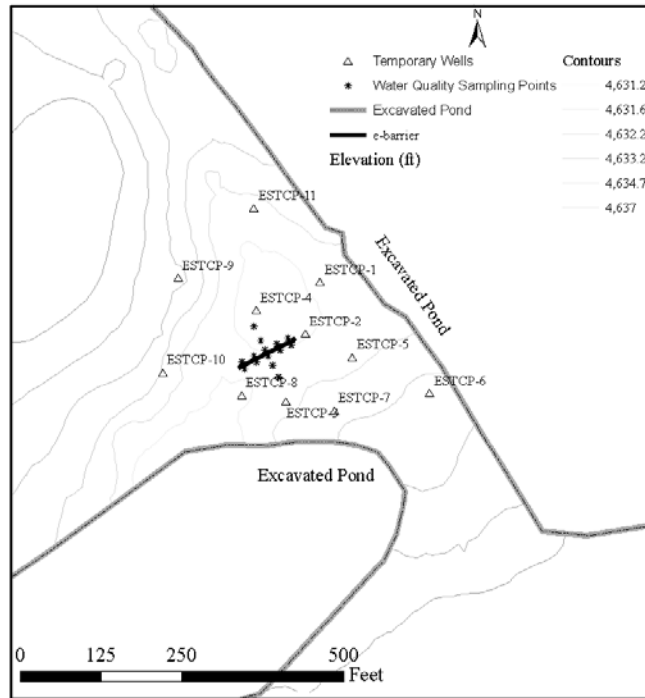 N
Temporary Wells
Water Quality Sampling Points
Excavated Pond
e-barrier
Elevation (ft)
Contours
4,631.2
4,631.6
4,632.2
4,633.2
4,634.7
4,637
ESTCP-11
ESTCP-9
ESTCP-1
Excavated Pond
ESTCP-4
ESTCP-2
ESTCP-5
ESTCP-10
ESTCP-8
ESTCP-6
ESTCP-7
Excavated Pond
0 125 250 500
Feet